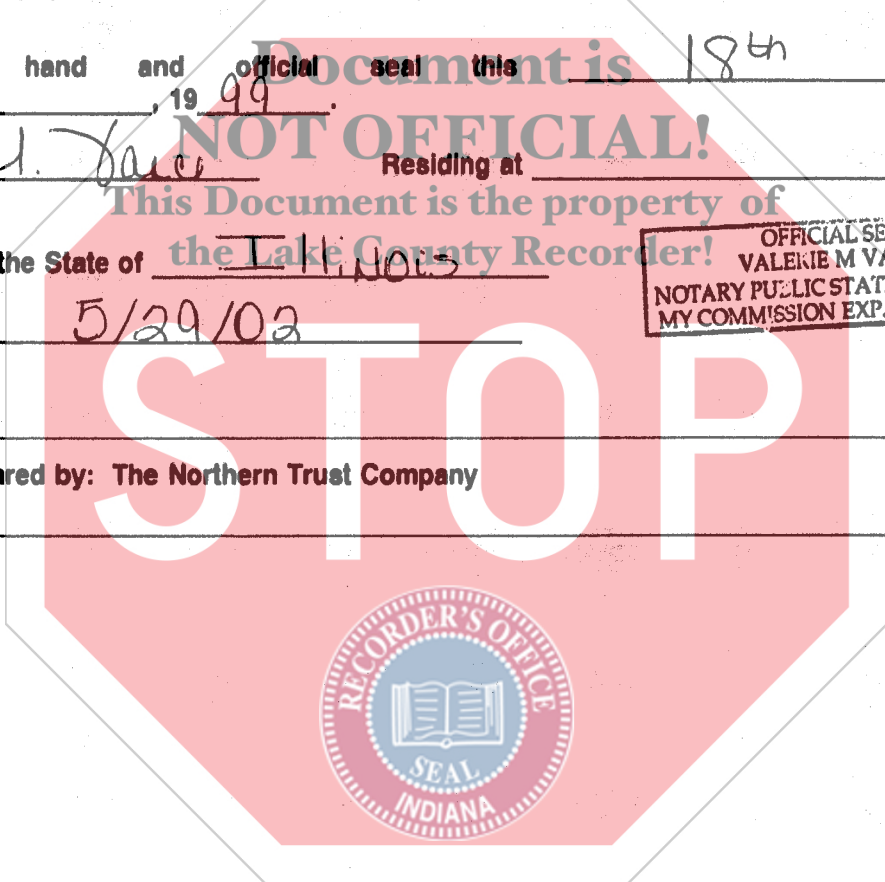 Document is
hand and official seal this 18th
, 19 99.
NOT OFFICIAL!
Residing at
This Document is the property of
the Lake County Recorder!
the State of Illinois
OFFICIAL SE
VALERIE M VA
NOTARY PUBLIC STAT
MY COMMISSION EXP.
5/29/02
STOP
red by: The Northern Trust Company
RECORDER'S OFFICE
SEAL
INDIANA